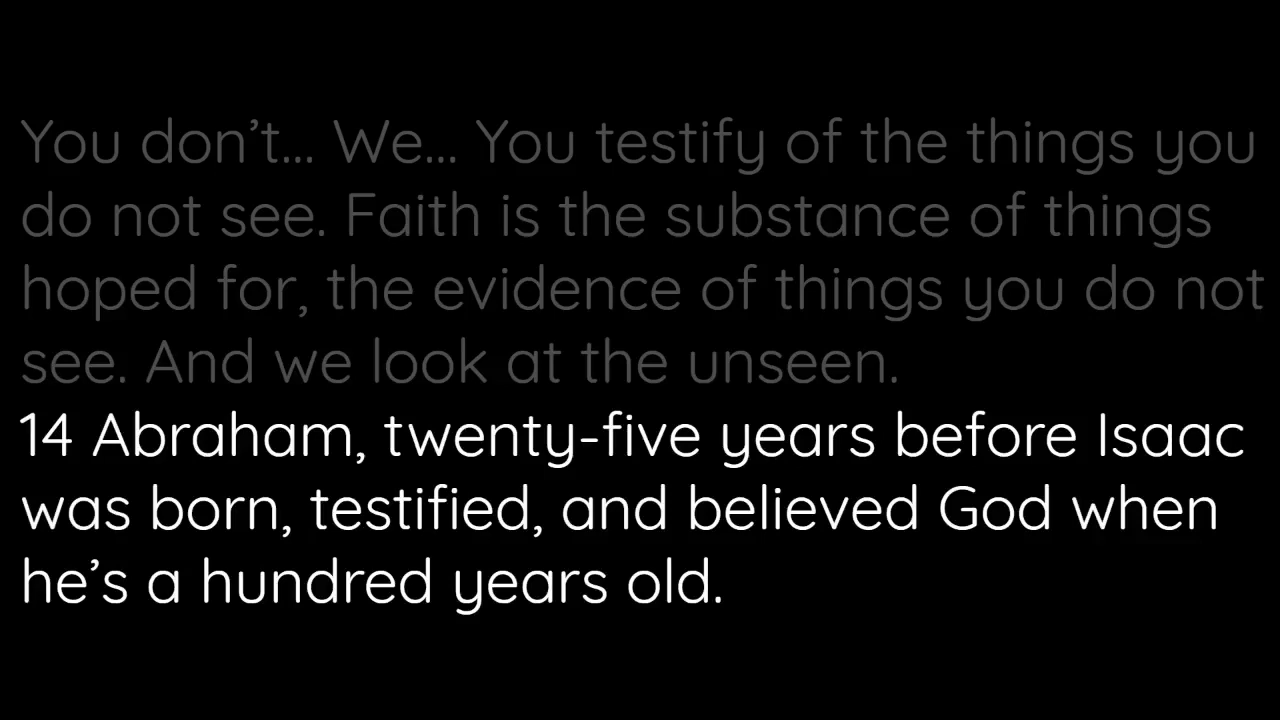 You don’t... We... You testify of the things you
do not see. Faith is the substance of things
hoped for, the evidence of things you do not
see. And we look at the unseen.
14 Abraham, twenty-five years before Isaac
was born, testified, and believed God when
he’s a hundred years old.